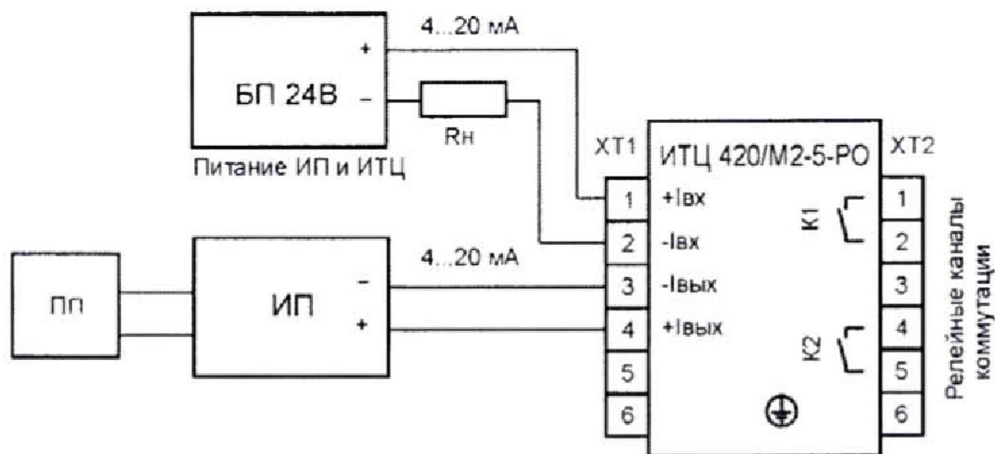 4...20 мА
+
БП 24В
–
Rн
Питание ИП и ИТЦ
XT1
ИТЦ 420/М2-5-РО
XT2
1
+Iвх
K1
1
2
-Iвх
2
4...20 мА
ПП
ИП
–
3
-Iвых
3
+
4
+Iвых
K2
4
5
5
6
6
Релейные каналы
коммутации